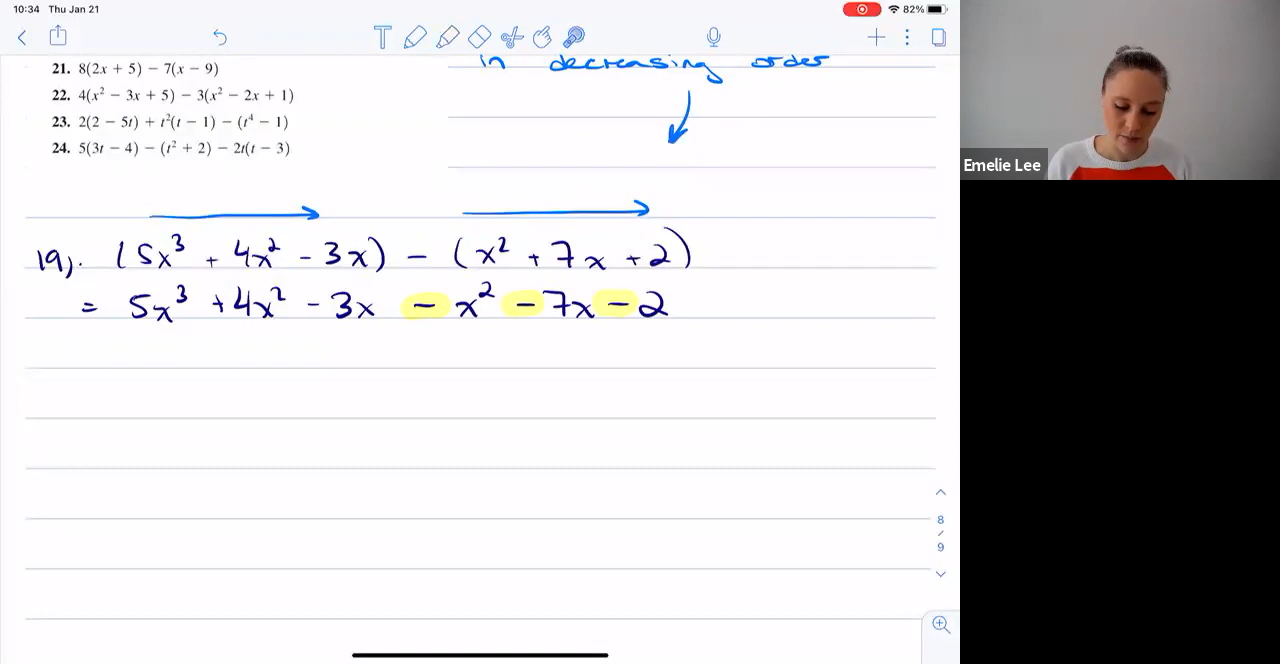 10:34 Thu Jan 21
82%
T
in decreasing order
21. 8(2x + 5) − 7(x − 9)
22. 4(x² − 3x + 5) − 3(x² − 2x + 1)
23. 2(2 − 5t) + t²(t − 1) − (t⁴ − 1)
24. 5(3t − 4) − (t² + 2) − 2t(t − 3)
Emelie Lee
19). (5x³ + 4x² − 3x) − (x² + 7x + 2)
= 5x³ + 4x² − 3x − x² − 7x − 2
8
/
9